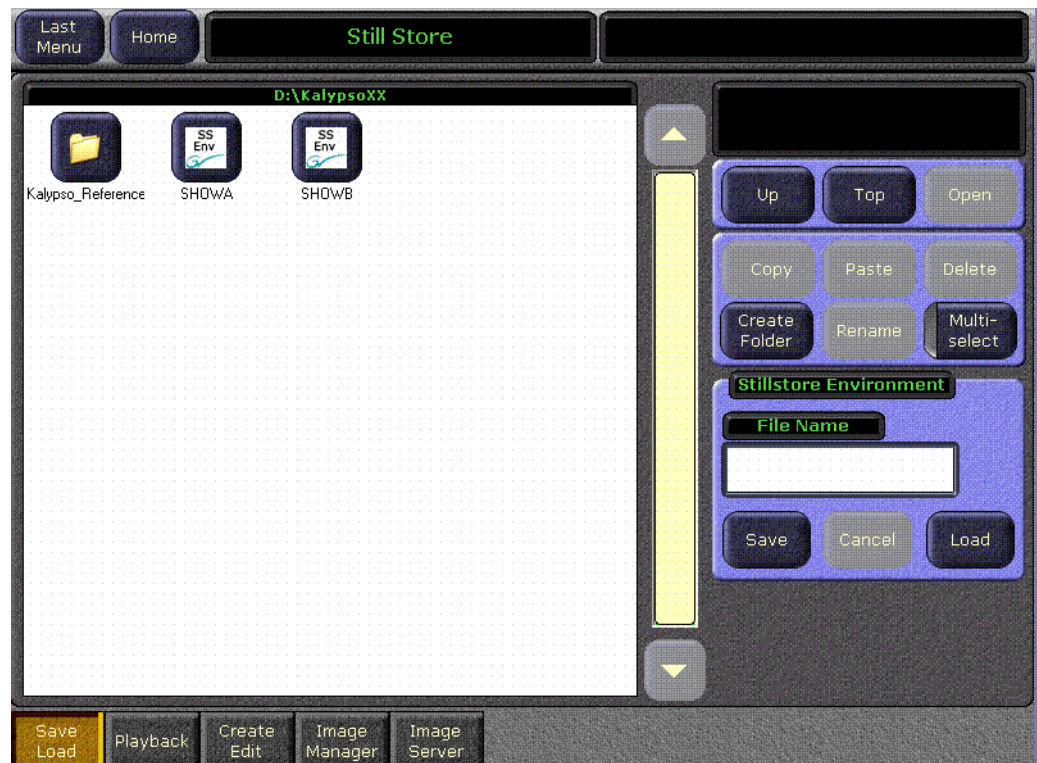 Last
Menu
Home
Still Store
D:\KalypsoXX
SS
Env
SS
Env
Kalypso_Reference
SHOWA
SHOWB
Up
Top
Open
Copy
Paste
Delete
Create
Folder
Rename
Multi-
select
Stillstore Environment
File Name
Save
Cancel
Load
Save
Load
Playback
Create
Edit
Image
Manager
Image
Server